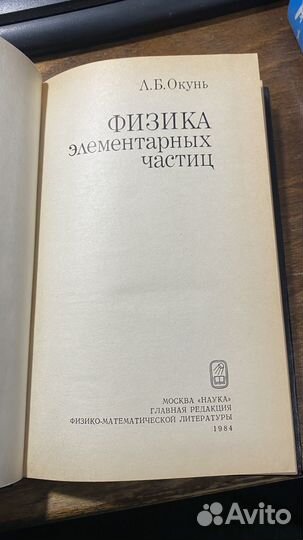 Л.Б.Окунь
ФИЗИКА
элементарных
частиц
МОСКВА «НАУКА»
ГЛАВНАЯ РЕДАКЦИЯ
ФИЗИКО-МАТЕМАТИЧЕСКОЙ ЛИТЕРАТУРЫ
1984
Avito